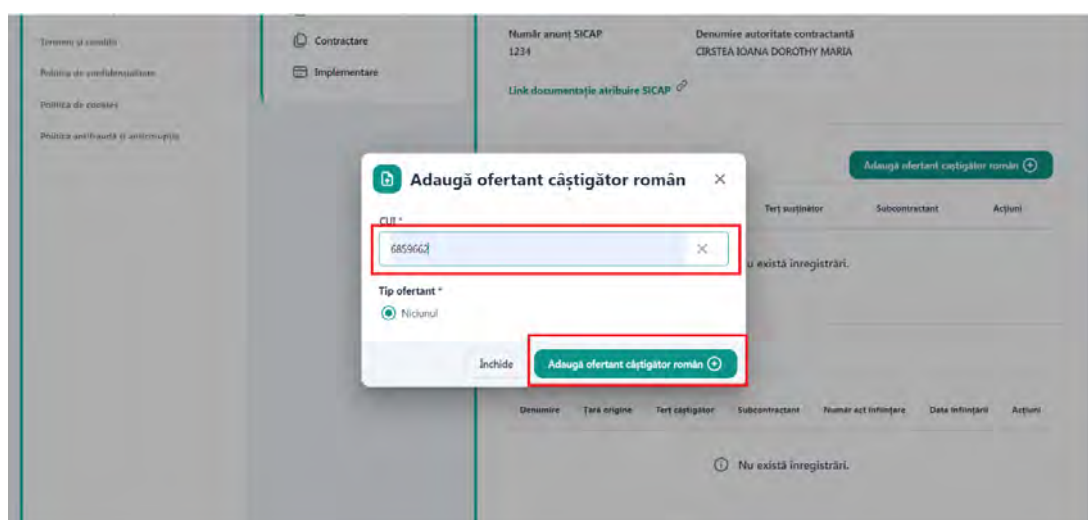 Termeni și condiții
Politica de confidențialitate
Politica de cookies
Politica antifraudă și anticorupție
Contractare
Implementare
Număr anunț SICAP
1234
Denumire autoritate contractantă
CIRSTEA IOANA DOROTHY MARIA
Link documentație atribuire SICAP
Adaugă ofertant câștigător român
Terț susținător Subcontractant Acțiuni
u există înregistrări.
Adaugă ofertant câștigător român
CUI *
6859662
Tip ofertant *
Niciunul
Închide
Adaugă ofertant câștigător român
Denumire Țară origine Terț câștigător Subcontractant Număr act înființare Data înființării Acțiuni
Nu există înregistrări.